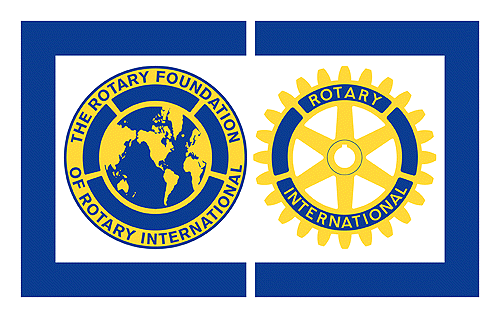 THE ROTARY FOUNDATION
OF ROTARY INTERNATIONAL
ROTARY
INTERNATIONAL